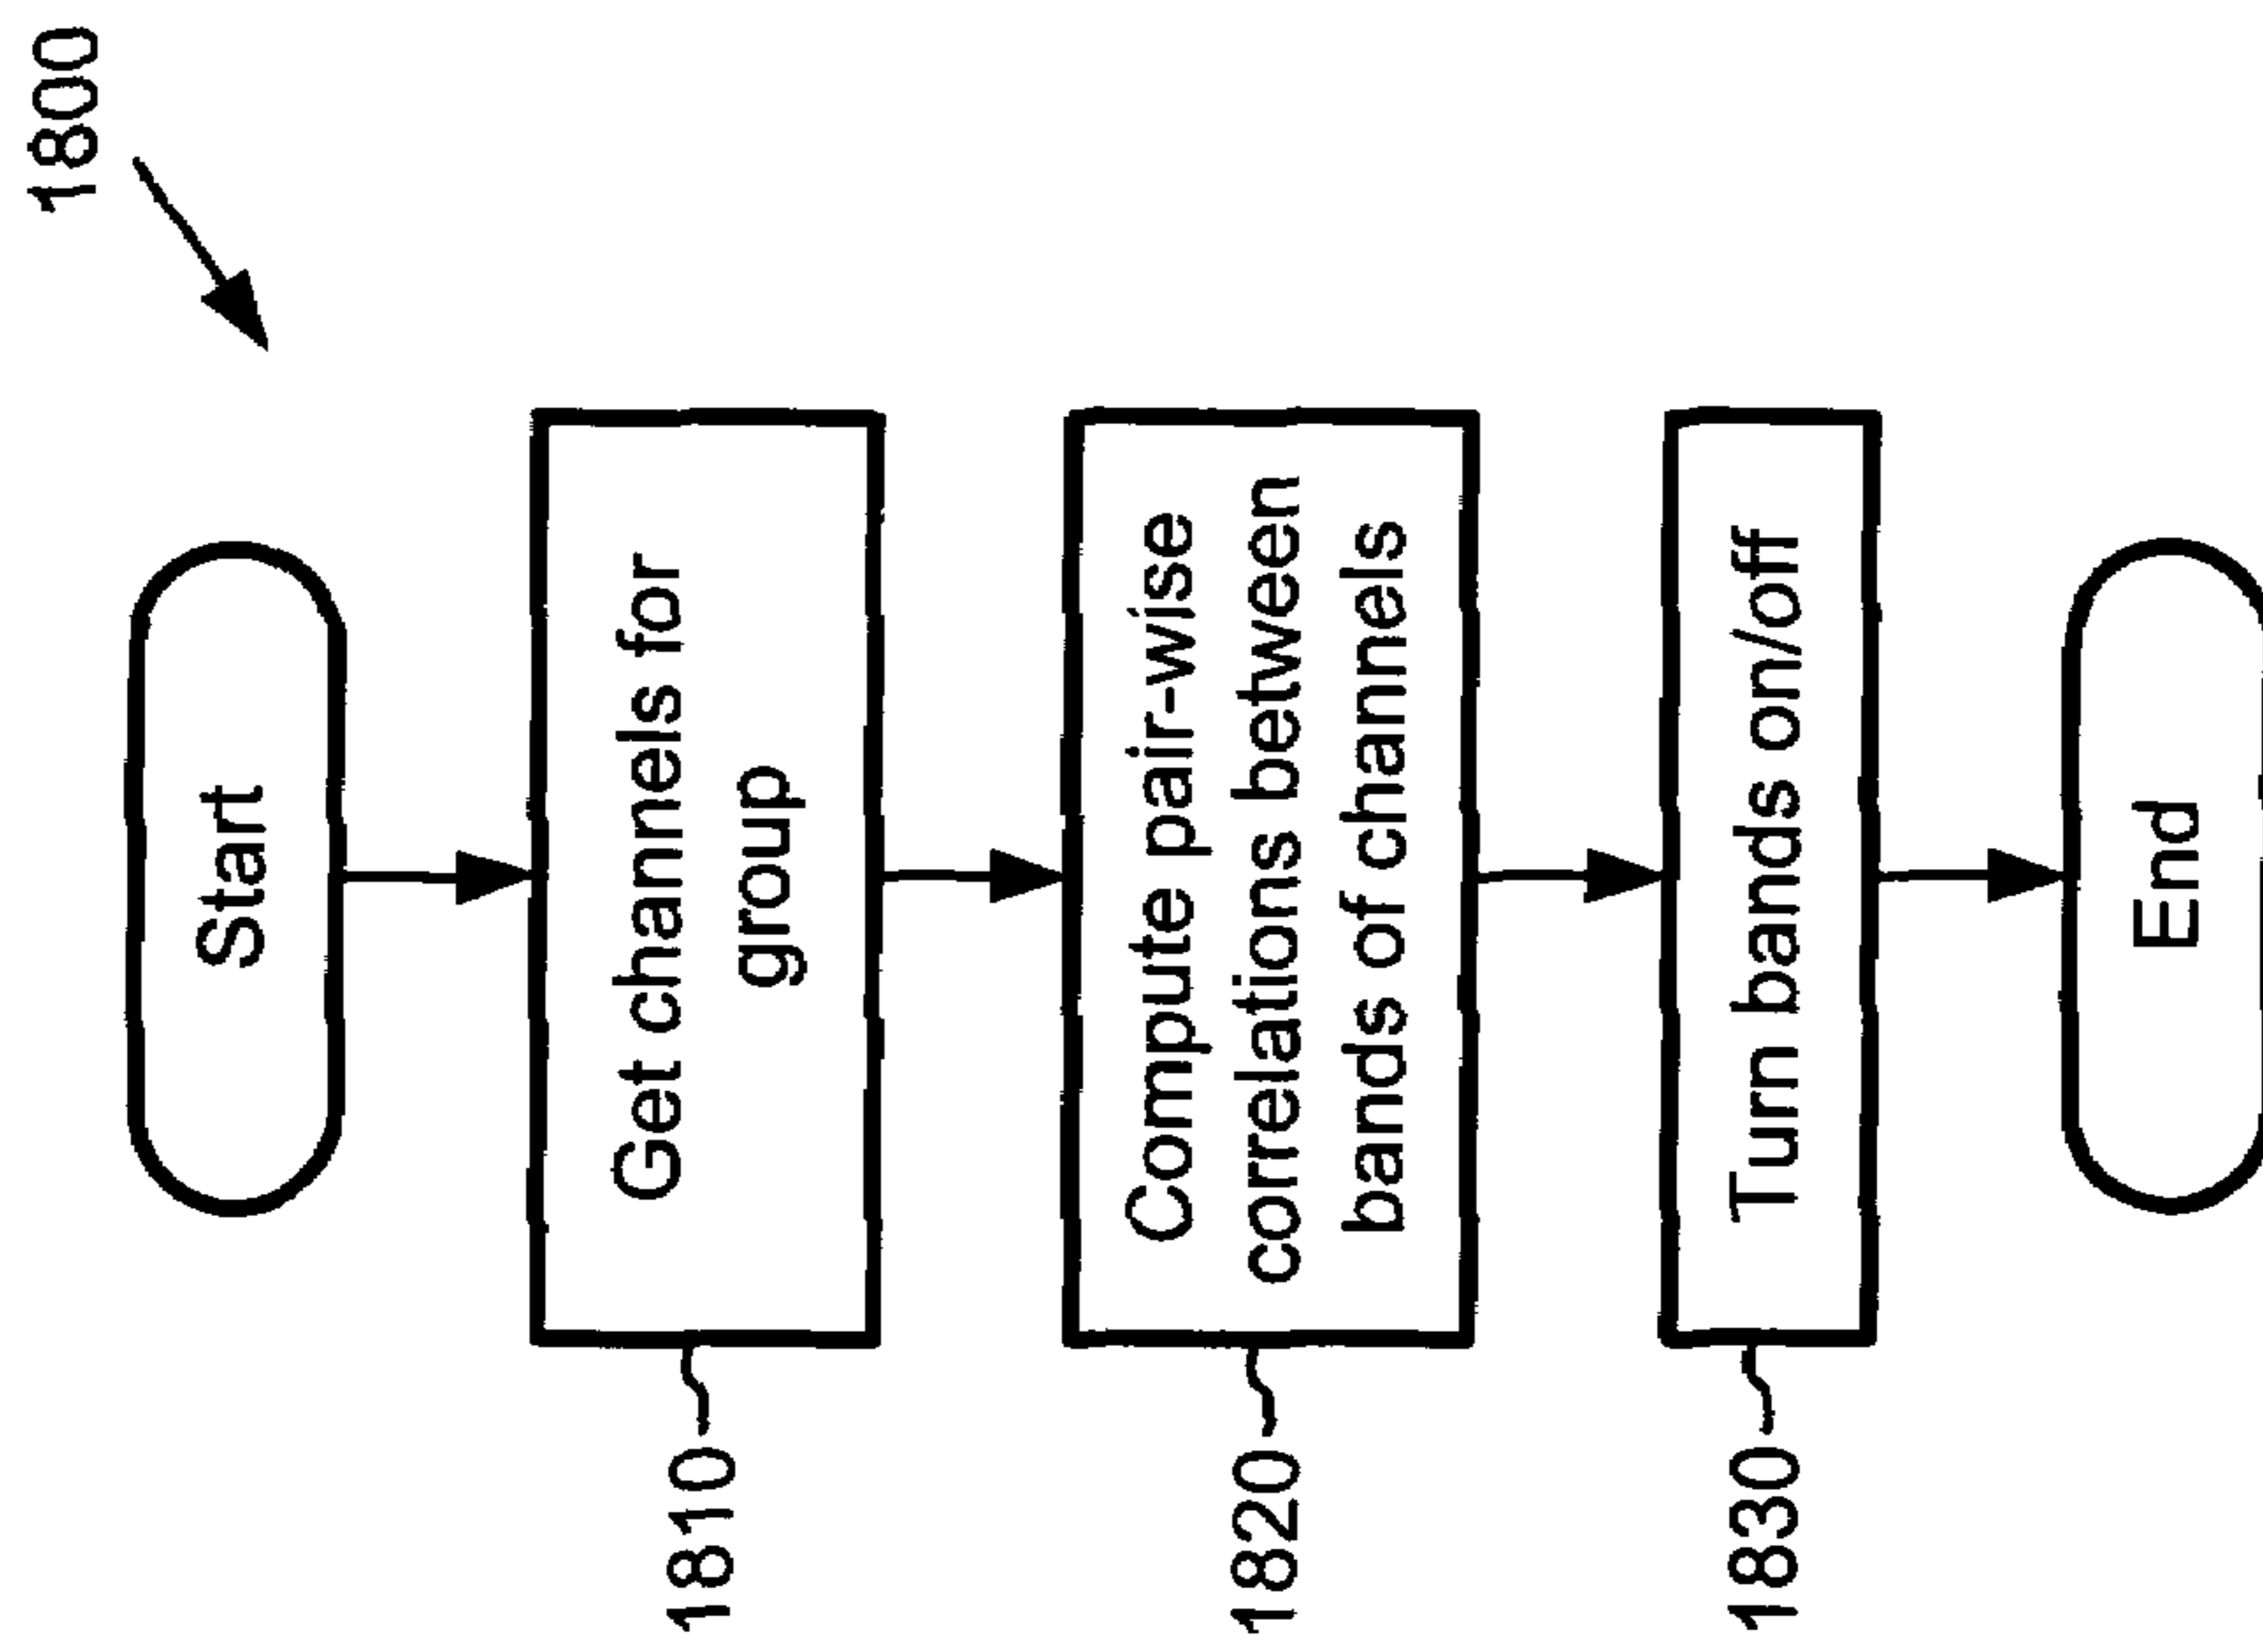 1800
Start
1810
Get channels for
group
1820
Compute pair-wise
correlations between
bands of channels
1830
Turn bands on/off
End